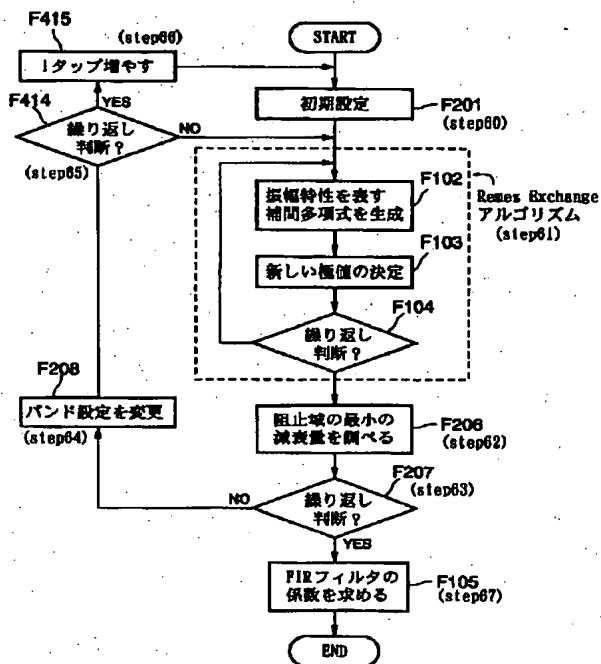 F415
(step66)
START
1タップ増やす
F414
YES
繰り返し
判断?
NO
(step65)
初期設定
F201
(step60)
振幅特性を表す
補間多項式を生成
F102
新しい極値の決定
F103
F104
繰り返し
判断?
Remez Exchange
アルゴリズム
(step61)
F208
バンド設定を変更
(step64)
阻止域の最小の
減衰量を調べる
F206
(step62)
F207
(step63)
NO
繰り返し
判断?
YES
FIRフィルタの
係数を求める
F105
(step67)
END